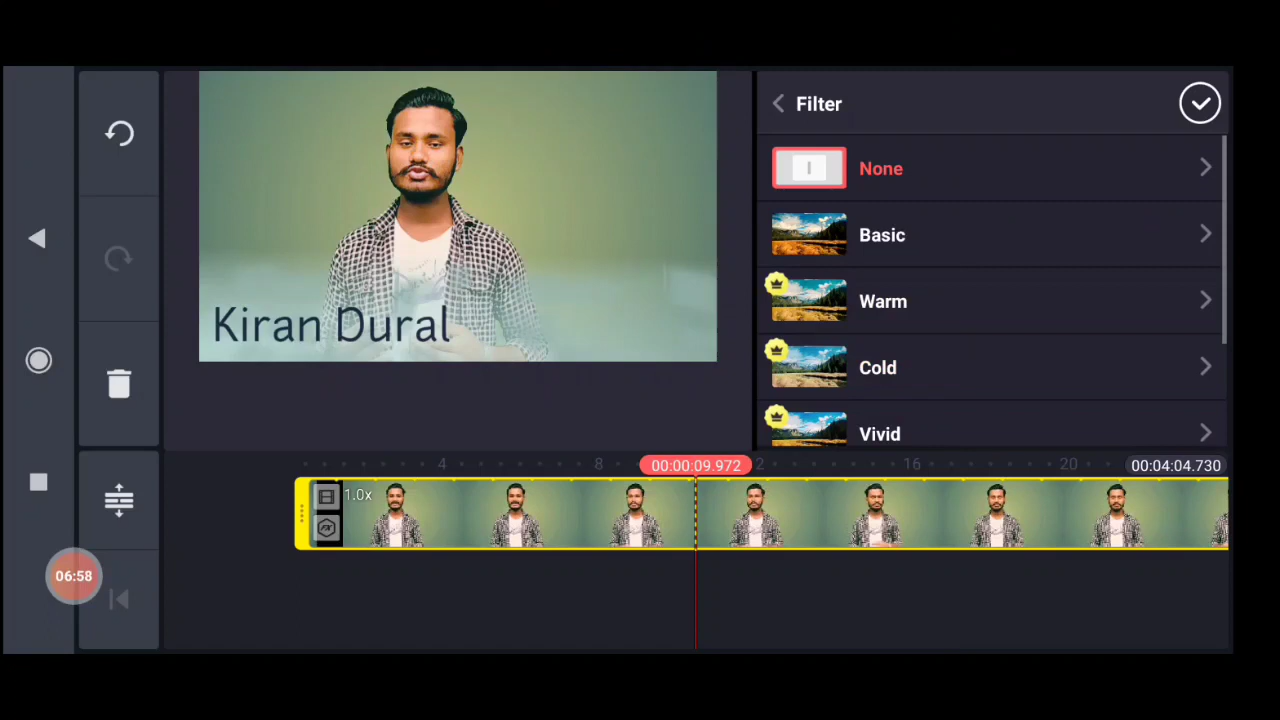 Filter
None
Basic
Warm
Cold
Vivid
Kiran Dural
4 8 00:00:09.972 2 16 20 00:04:04.730
1.0x
06:58